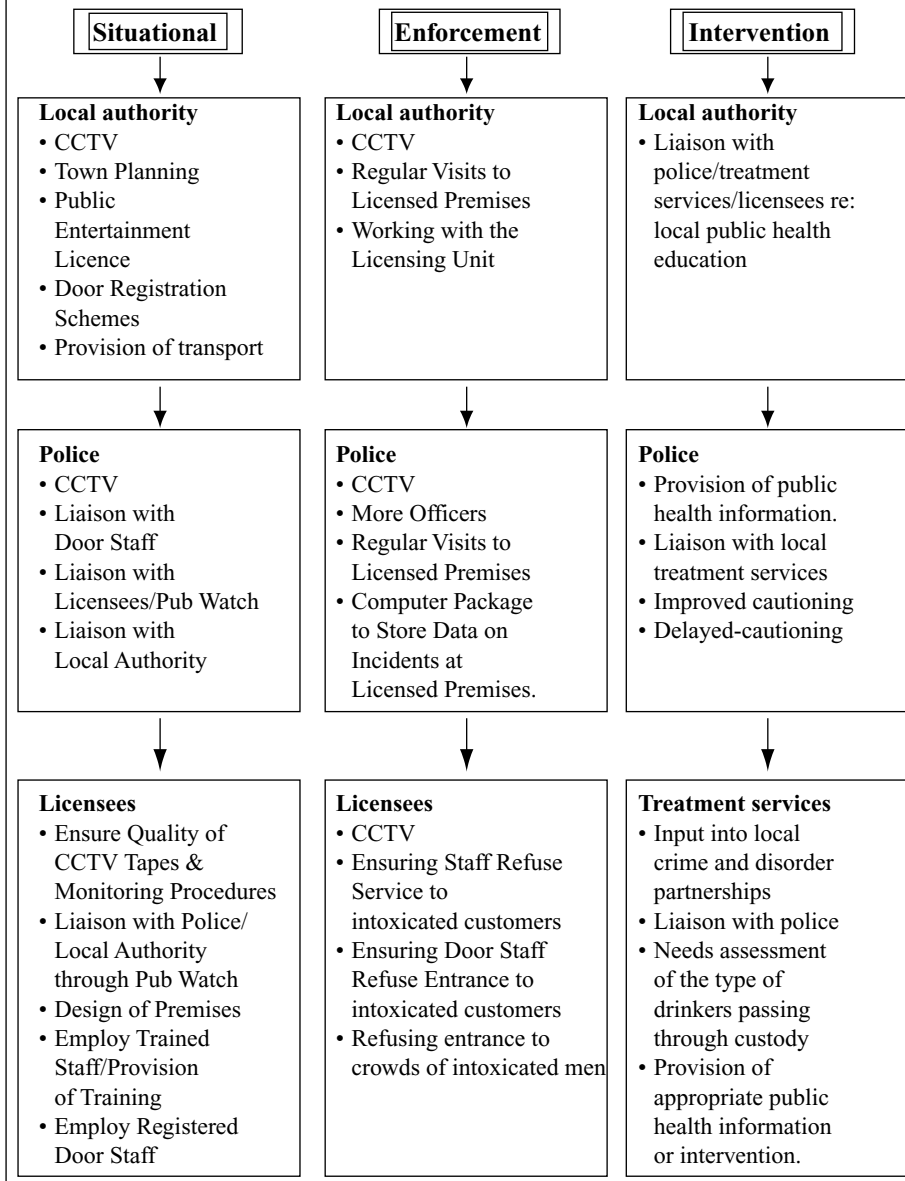 Situational
Local authority
• CCTV
• Town Planning
• Public
Entertainment
Licence
• Door Registration
Schemes
• Provision of transport
Police
• CCTV
• Liaison with
Door Staff
• Liaison with
Licensees/Pub Watch
• Liaison with
Local Authority
Licensees
• Ensure Quality of
CCTV Tapes &
Monitoring Procedures
• Liaison with Police/
Local Authority
through Pub Watch
• Design of Premises
• Employ Trained
Staff/Provision
of Training
• Employ Registered
Door Staff
Enforcement
Local authority
• CCTV
• Regular Visits to
Licensed Premises
• Working with the
Licensing Unit
Police
• CCTV
• More Officers
• Regular Visits to
Licensed Premises
• Computer Package
to Store Data on
Incidents at
Licensed Premises.
Licensees
• CCTV
• Ensuring Staff Refuse
Service to
intoxicated customers
• Ensuring Door Staff
Refuse Entrance to
intoxicated customers
• Refusing entrance to
crowds of intoxicated men
Intervention
Local authority
• Liaison with
police/treatment
services/licensees re:
local public health
education
Police
• Provision of public
health information.
• Liaison with local
treatment services
• Improved cautioning
• Delayed-cautioning
Treatment services
• Input into local
crime and disorder
partnerships
• Liaison with police
• Needs assessment
of the type of
drinkers passing
through custody
• Provision of
appropriate public
health information
or intervention.